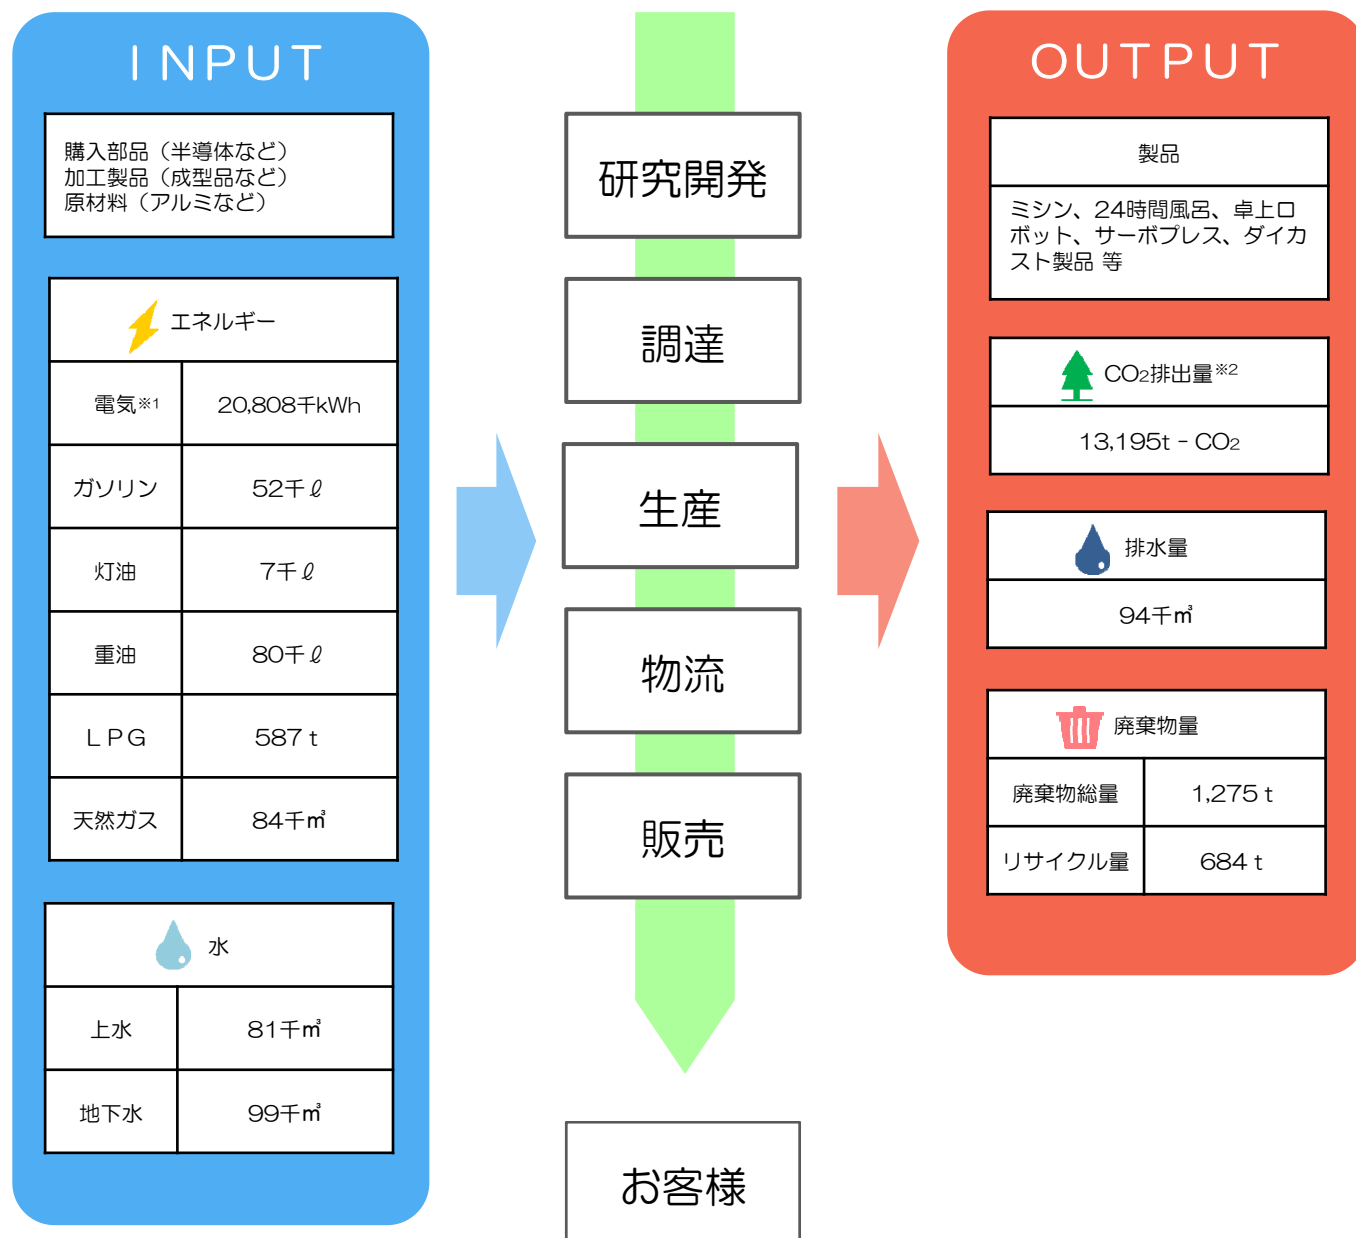 INPUT
購入部品（半導体など）
加工製品（成型品など）
原材料（アルミなど）
エネルギー
電気※1 20,808千kWh
ガソリン 52千ℓ
灯油 7千ℓ
重油 80千ℓ
ＬＰＧ 587ｔ
天然ガス 84千㎥
水
上水 81千㎥
地下水 99千㎥
研究開発
調達
生産
物流
販売
お客様
OUTPUT
製品
ミシン、24時間風呂、卓上ロ
ボット、サーボプレス、ダイカ
スト製品 等
CO₂排出量※2
13,195t - CO₂
排水量
94千㎥
廃棄物量
廃棄物総量 1,275ｔ
リサイクル量 684ｔ